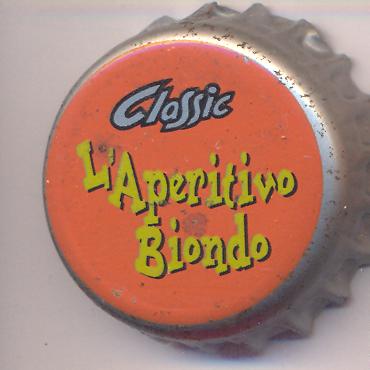 Classic
L'Aperitivo
Biondo